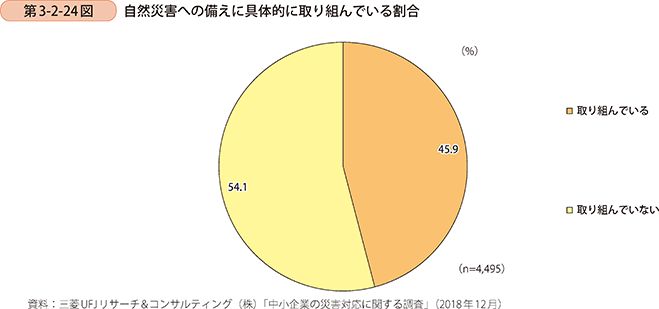 第3-2-24図 自然災害への備えに具体的に取り組んでいる割合
(%)
取り組んでいる
45.9
54.1
取り組んでいない
(n=4,495)
資料：三菱UFJリサーチ＆コンサルティング（株）「中小企業の災害対応に関する調査」（2018年12月）